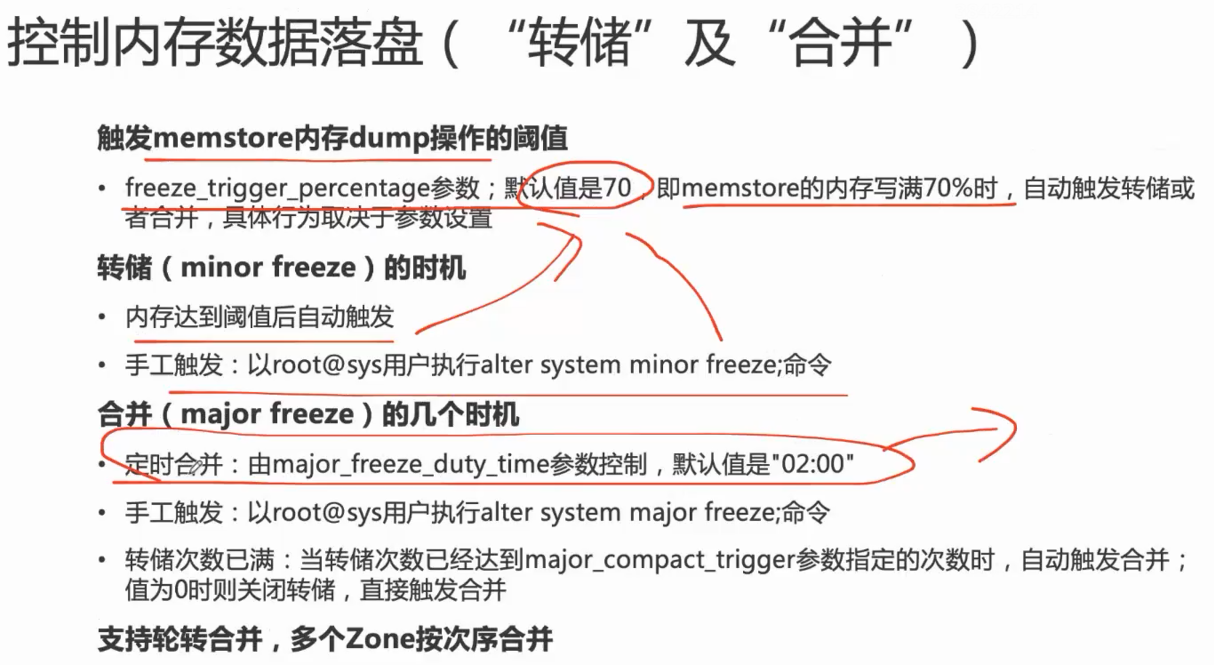 控制内存数据落盘（“转储”及“合并”）
触发memstore内存dump操作的阈值
• freeze_trigger_percentage参数；默认值是70，即memstore的内存写满70%时，自动触发转储或
者合并，具体行为取决于参数设置
转储（minor freeze）的时机
• 内存达到阈值后自动触发
• 手工触发：以root@sys用户执行alter system minor freeze;命令
合并（major freeze）的几个时机
• 定时合并：由major_freeze_duty_time参数控制，默认值是"02:00"
• 手工触发：以root@sys用户执行alter system major freeze;命令
• 转储次数已满：当转储次数已经达到major_compact_trigger参数指定的次数时，自动触发合并；
值为0时则关闭转储，直接触发合并
支持轮转合并，多个Zone按次序合并